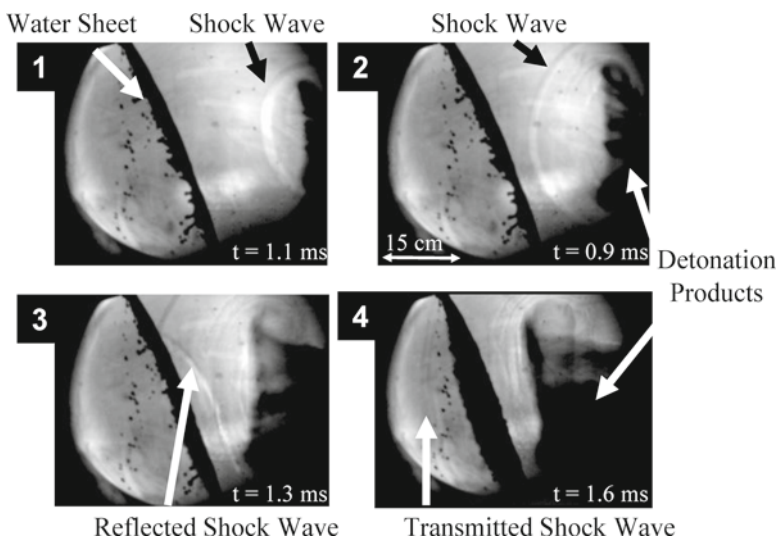 Water Sheet
Shock Wave
Shock Wave
1
2
t = 1.1 ms
15 cm
t = 0.9 ms
Detonation
Products
3
4
t = 1.3 ms
t = 1.6 ms
Reflected Shock Wave
Transmitted Shock Wave